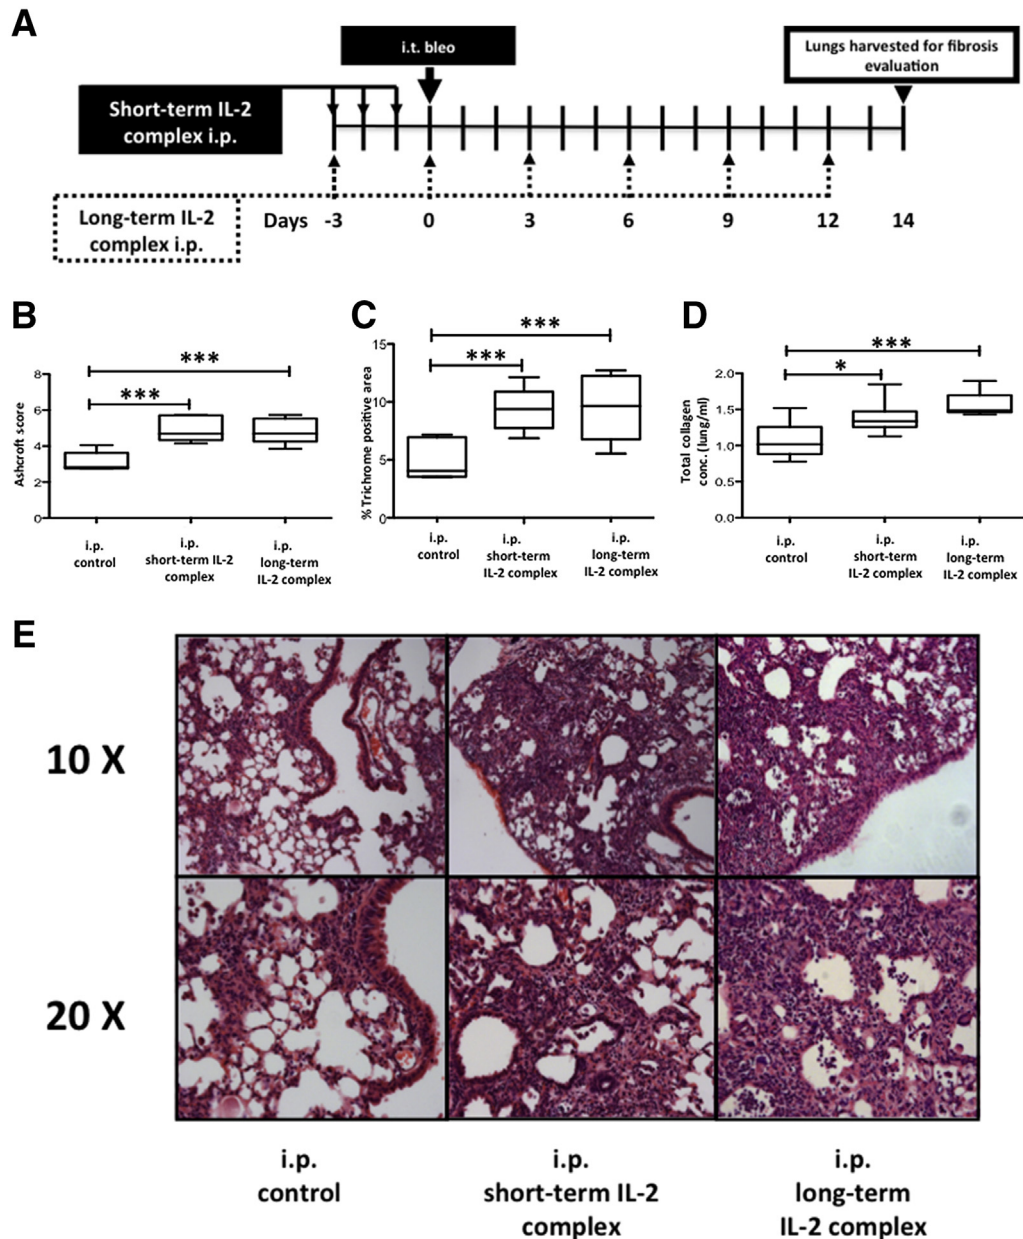 A
i.t. bleo
Lungs harvested for fibrosis
evaluation
Short-term IL-2
complex i.p.
Long-term IL-2
complex i.p.
Days -3 0 3 6 9 12 14
B
Ashcroft score
8
6
4
2
0
***
***
i.p.
control
i.p.
short-term IL-2
complex
i.p.
long-term
IL-2 complex
C
% Trichrome positive area
15
10
5
0
***
***
i.p.
control
i.p.
short-term
IL-2 complex
i.p.
long-term
IL-2 complex
D
Total collagen
conc. (lung/ml)
2.0
1.5
1.0
0.5
0.0
***
*
i.p.
control
i.p.
short-term
IL-2 complex
i.p.
long-term
IL-2 complex
E
10 X
20 X
i.p.
control
i.p.
short-term IL-2
complex
i.p.
long-term
IL-2 complex